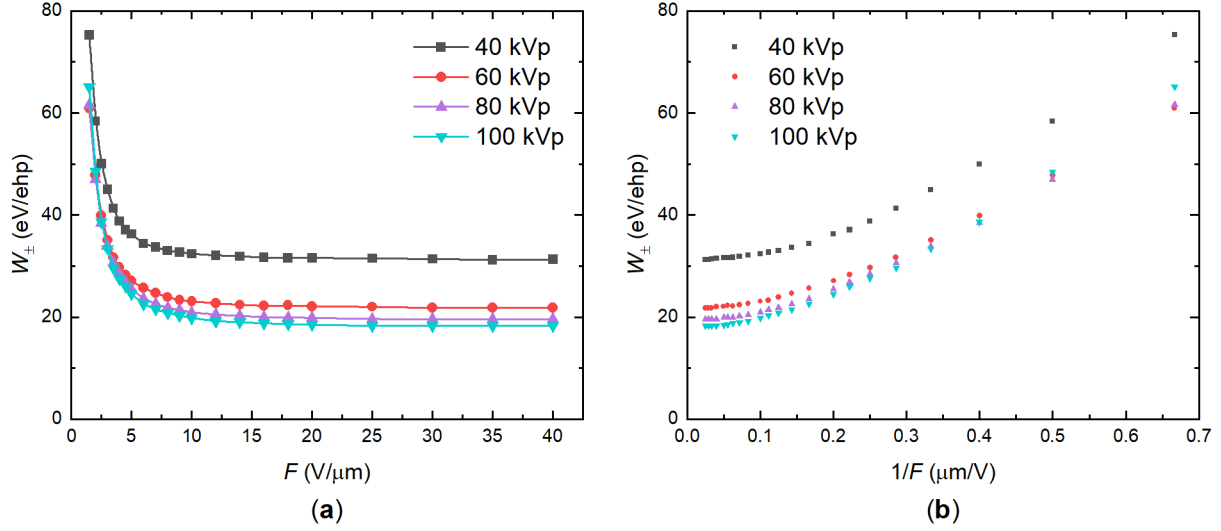 80
60
40
20
0
W± (eV/ehp)
0 5 10 15 20 25 30 35 40
F (V/μm)
40 kVp
60 kVp
80 kVp
100 kVp
(a)
80
60
40
20
0
W± (eV/ehp)
0.0 0.1 0.2 0.3 0.4 0.5 0.6 0.7
1/F (μm/V)
40 kVp
60 kVp
80 kVp
100 kVp
(b)